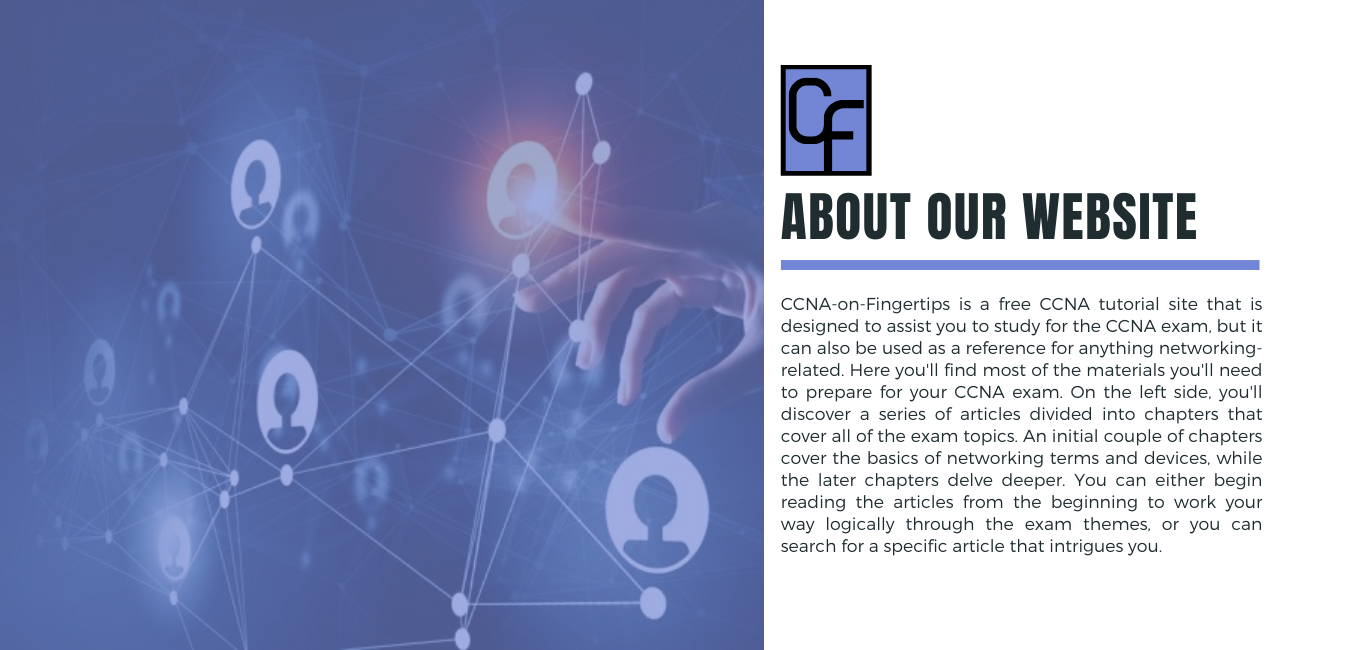 CF
ABOUT OUR WEBSITE
CCNA-on-Fingertips is a free CCNA tutorial site that is
designed to assist you to study for the CCNA exam, but it
can also be used as a reference for anything networking-
related. Here you'll find most of the materials you'll need
to prepare for your CCNA exam. On the left side, you'll
discover a series of articles divided into chapters that
cover all of the exam topics. An initial couple of chapters
cover the basics of networking terms and devices, while
the later chapters delve deeper. You can either begin
reading the articles from the beginning to work your
way logically through the exam themes, or you can
search for a specific article that intrigues you.